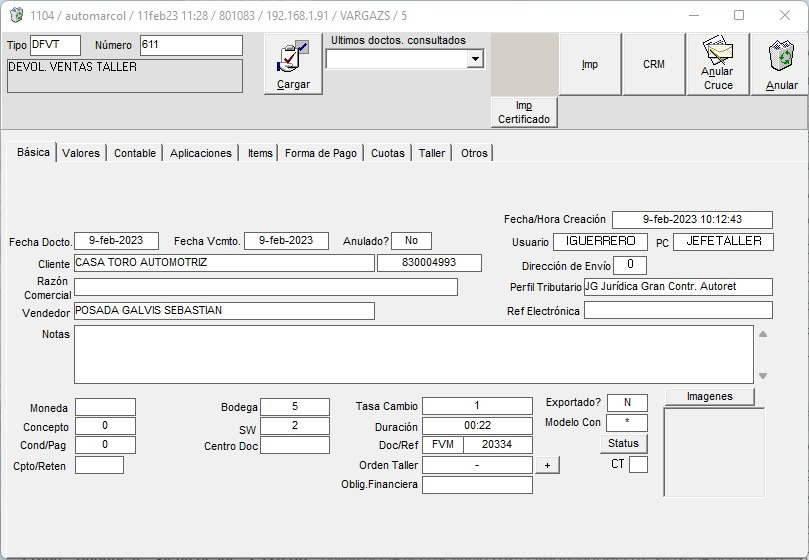 1104 / automarcol / 11feb23 11:28 / 801083 / 192.168.1.91 / VARGAZS / 5
Tipo DFVT Número 611
DEVOL. VENTAS TALLER
Cargar
Ultimos doctos. consultados
Imp
Certificado
Imp
CRM
Anular
Cruce
Anular
Básica Valores Contable Aplicaciones Items Forma de Pago Cuotas Taller Otros
Fecha/Hora Creación 9-feb-2023 10:12:43
Fecha Docto. 9-feb-2023 Fecha Vcmto. 9-feb-2023 Anulado? No
Usuario IGUERRERO PC JEFETALLER
Cliente CASA TORO AUTOMOTRIZ 830004993
Dirección de Envío 0
Razón
Comercial
Perfil Tributario JG Jurídica Gran Contr. Autoret
Vendedor POSADA GALVIS SEBASTIAN
Ref Electrónica
Notas
Moneda
Bodega 5
Tasa Cambio 1
Exportado? N
Imagenes
Concepto 0
SW 2
Duración 00:22
Modelo Con *
Cond/Pag 0
Centro Doc
Doc/Ref FVM 20334
Status
Cpto/Reten
Orden Taller - +
CT
Oblig.Financiera